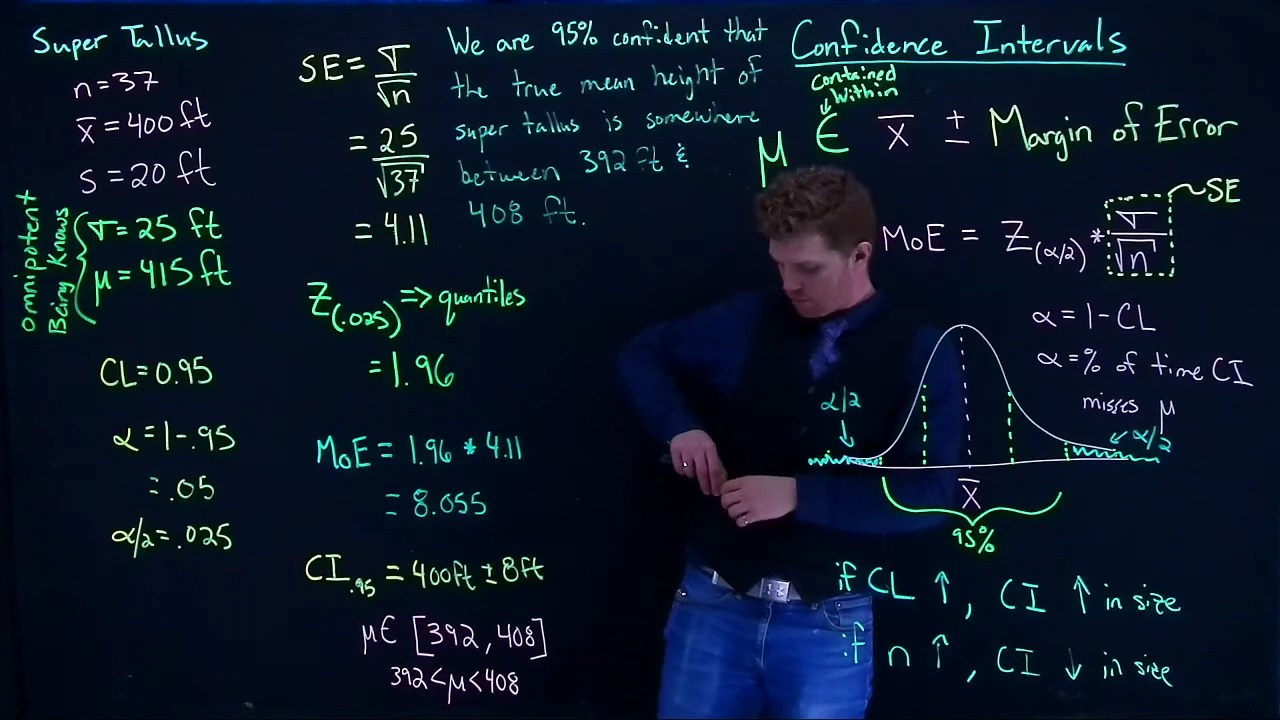 Super Tallus
n=37
x̄ = 400 ft
s = 20 ft
Omnipotent
Being Knows
σ = 25 ft
μ = 415 ft
CL = 0.95
α = 1-.95
= .05
α/2 = .025
SE = σ/√n
= 25/√37
= 4.11
Z(.025) => quantiles
= 1.96
MoE = 1.96 * 4.11
= 8.055
CI.95 = 400ft ± 8ft
μ ∈ [392, 408]
392 < μ < 408
We are 95% confident that
the true mean height of
super tallus is somewhere
between 392 ft &
408 ft.
Confidence Intervals
contained
within
μ ∈ x̄ ± Margin of Error
MoE = Z(α/2) * σ/√n
SE
α = 1 - CL
α = % of time CI
misses μ
α/2
α/2
x̄
95%
if CL ↑, CI ↑ in size
if n ↑, CI ↓ in size